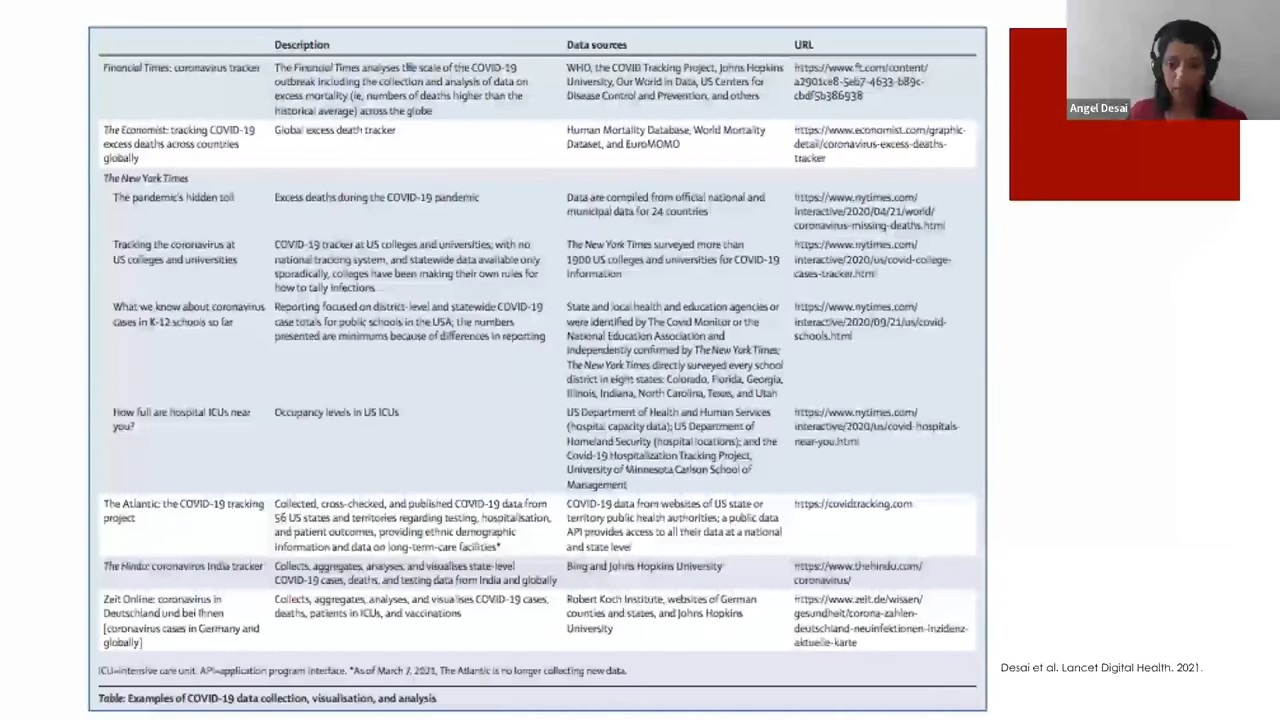 Description Data sources URL
Financial Times: coronavirus tracker The Financial Times analyses the scale of the COVID-19 WHO, the COVID Tracking Project, Johns Hopkins https://www.ft.com/content/
outbreak including the collection and analysis of data on University, Our World in Data, US Centers for a2901ce8-5eb7-4633-b89c-
excess mortality (ie, numbers of deaths higher than the Disease Control and Prevention, and others cbdf5b386938
historical average) across the globe
The Economist: tracking COVID-19 Global excess death tracker Human Mortality Database, World Mortality https://www.economist.com/graphic-
excess deaths across countries Dataset, and EuroMOMO detail/coronavirus-excess-deaths-
globally tracker
The New York Times
The pandemic's hidden toll Excess deaths during the COVID-19 pandemic Data are compiled from official national and https://www.nytimes.com/
municipal data for 24 countries interactive/2020/04/21/world/
coronavirus-missing-deaths.html
Tracking the coronavirus at COVID-19 tracker at US colleges and universities; with no The New York Times surveyed more than https://www.nytimes.com/
US colleges and universities national tracking system, and statewide data available only 1900 US colleges and universities for COVID-19 interactive/2020/us/covid-college-
sporadically, colleges have been making their own rules for information cases-tracker.html
how to tally infections
What we know about coronavirus Reporting focused on district-level and statewide COVID-19 State and local health and education agencies or https://www.nytimes.com/
cases in K-12 schools so far case totals for public schools in the USA; the numbers were identified by The Covid Monitor or the interactive/2020/09/21/us/covid-
presented are minimums because of differences in reporting National Education Association and schools.html
independently confirmed by The New York Times;
The New York Times directly surveyed every school
district in eight states: Colorado, Florida, Georgia,
Illinois, Indiana, North Carolina, Texas, and Utah
How full are hospital ICUs near Occupancy levels in US ICUs US Department of Health and Human Services https://www.nytimes.com/
you? (hospital capacity data); US Department of interactive/2020/us/covid-hospitals-
Homeland Security (hospital locations); and the near-you.html
Covid-19 Hospitalization Tracking Project,
University of Minnesota Carlson School of
Management
The Atlantic: the COVID-19 tracking Collected, cross-checked, and published COVID-19 data from COVID-19 data from websites of US state or https://covidtracking.com
project 56 US states and territories regarding testing, hospitalisation, territory public health authorities; a public data
and patient outcomes, providing ethnic demographic API provides access to all their data at a national
information and data on long-term-care facilities* and state level
The Hindu: coronavirus India tracker Collects, aggregates, analyses, and visualises state-level Bing and Johns Hopkins University https://www.thehindu.com/
COVID-19 cases, deaths, and testing data from India and globally coronavirus/
Zeit Online: coronavirus in Collects, aggregates, analyses, and visualises COVID-19 cases, Robert Koch Institute, websites of German https://www.zeit.de/wissen/
Deutschland und bei Ihnen deaths, patients in ICUs, and vaccinations counties and states, and Johns Hopkins gesundheit/corona-zahlen-
[coronavirus cases in Germany and University deutschland-neuinfektionen-inzidenz-
globally] aktuelle-karte
ICU=intensive care unit. API=application program interface. *As of March 7, 2021, The Atlantic is no longer collecting new data.
Table: Examples of COVID-19 data collection, visualisation, and analysis
Angel Desai
Desai et al. Lancet Digital Health. 2021.